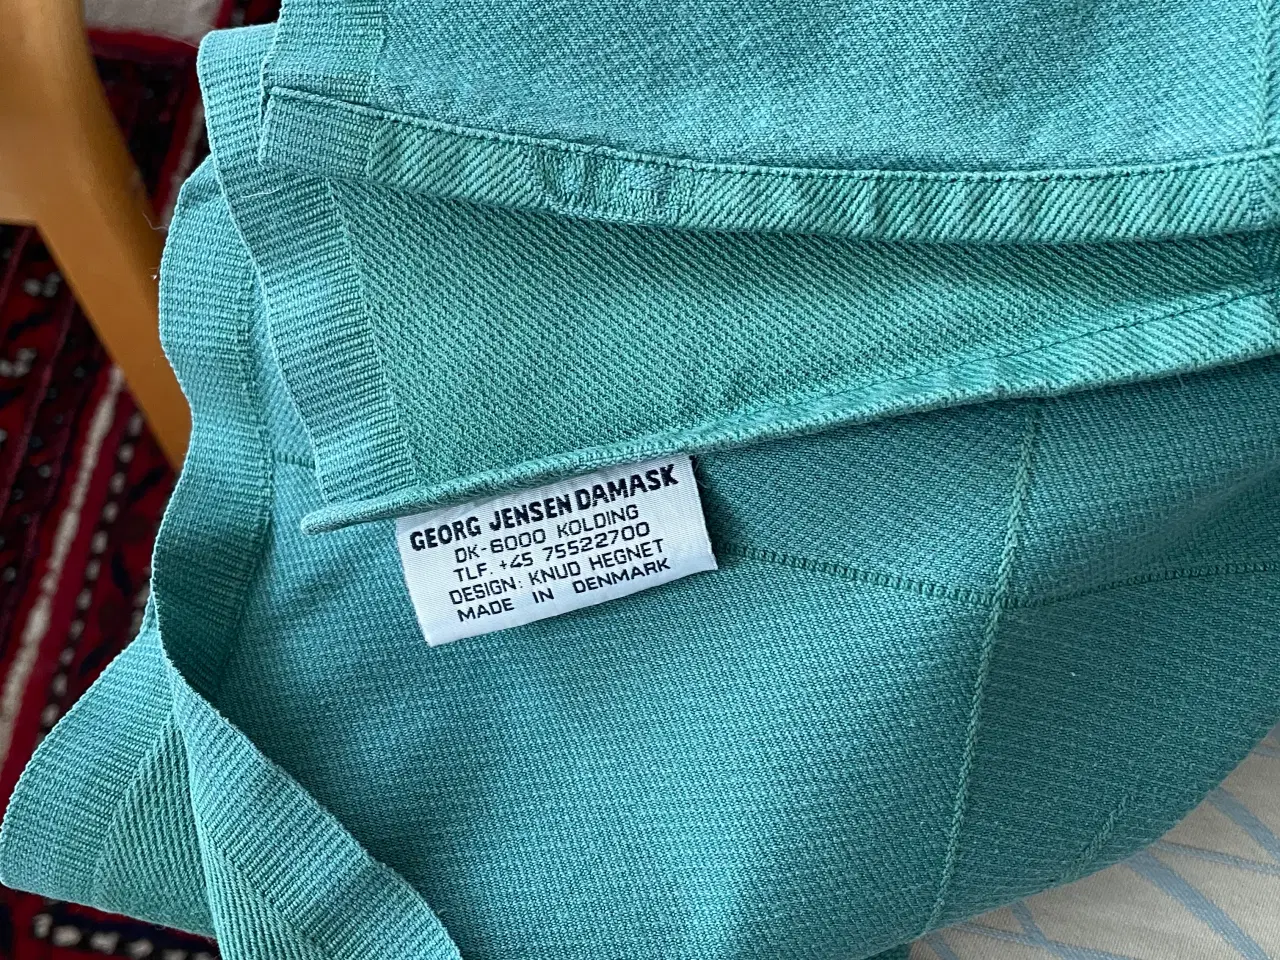 GEORG JENSEN DAMASK
DK-6000 KOLDING
TLF. +45 75522700
DESIGN: KNUD HEGNET
MADE IN DENMARK